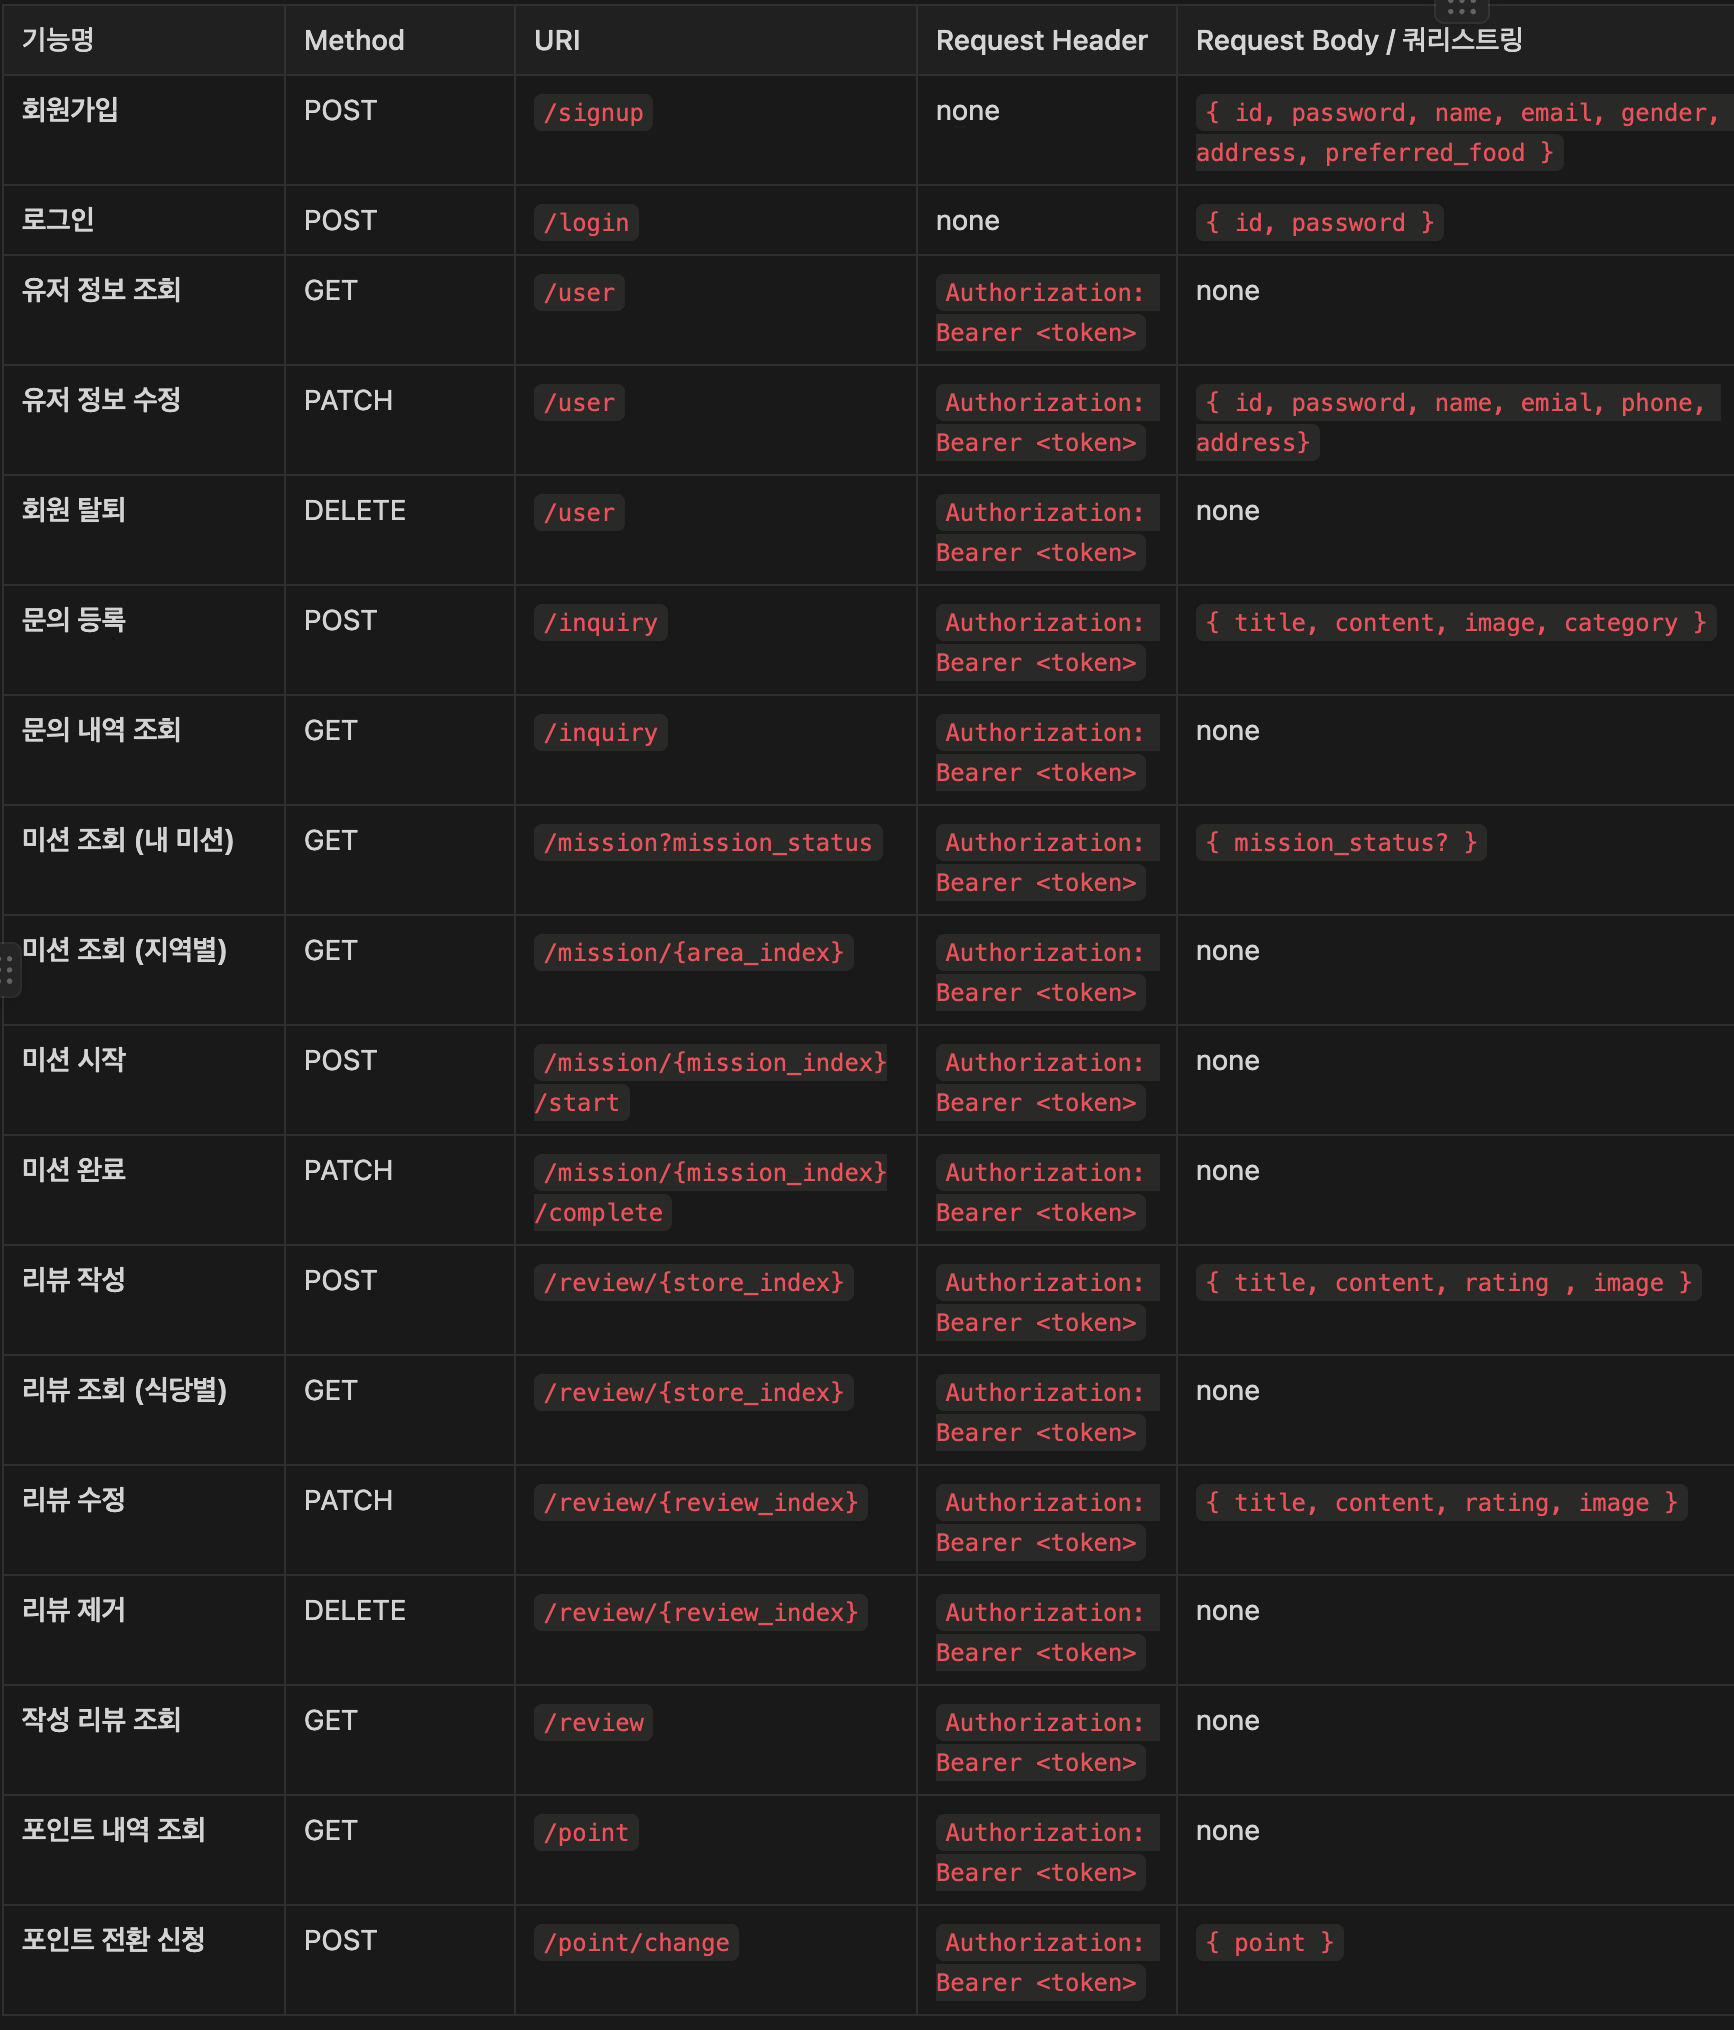 기능명 Method URI Request Header Request Body / 쿼리스트링
회원가입 POST /signup none { id, password, name, email, gender,
address, preferred_food }
로그인 POST /login none { id, password }
유저 정보 조회 GET /user Authorization: none
Bearer <token>
유저 정보 수정 PATCH /user Authorization: { id, password, name, emial, phone,
Bearer <token> address}
회원 탈퇴 DELETE /user Authorization: none
Bearer <token>
문의 등록 POST /inquiry Authorization: { title, content, image, category }
Bearer <token>
문의 내역 조회 GET /inquiry Authorization: none
Bearer <token>
미션 조회 (내 미션) GET /mission?mission_status Authorization: { mission_status? }
Bearer <token>
미션 조회 (지역별) GET /mission/{area_index} Authorization: none
Bearer <token>
미션 시작 POST /mission/{mission_index} Authorization: none
/start Bearer <token>
미션 완료 PATCH /mission/{mission_index} Authorization: none
/complete Bearer <token>
리뷰 작성 POST /review/{store_index} Authorization: { title, content, rating , image }
Bearer <token>
리뷰 조회 (식당별) GET /review/{store_index} Authorization: none
Bearer <token>
리뷰 수정 PATCH /review/{review_index} Authorization: { title, content, rating, image }
Bearer <token>
리뷰 제거 DELETE /review/{review_index} Authorization: none
Bearer <token>
작성 리뷰 조회 GET /review Authorization: none
Bearer <token>
포인트 내역 조회 GET /point Authorization: none
Bearer <token>
포인트 전환 신청 POST /point/change Authorization: { point }
Bearer <token>